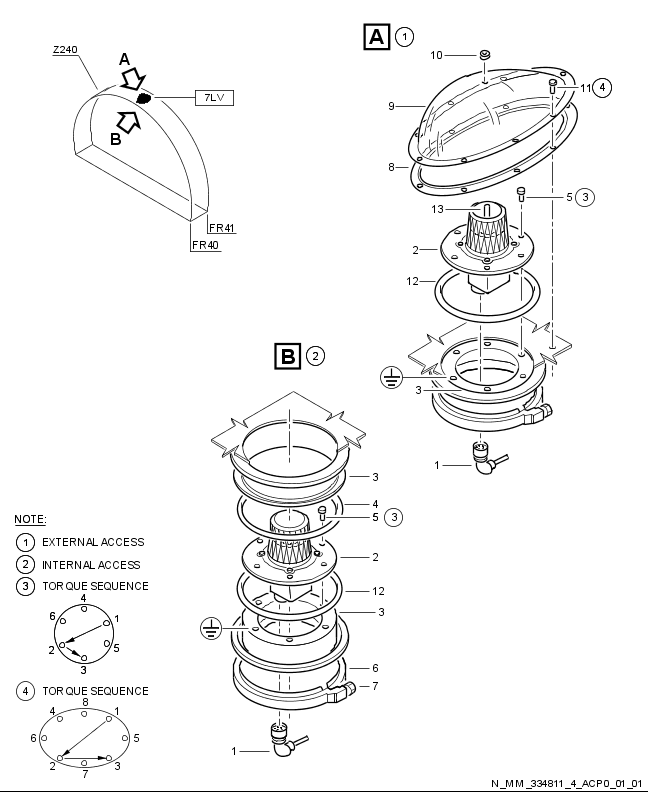 Z240
A
7LV
B
FR41
FR40
A 1
10
11 4
9
8
5 3
13
2
12
3
1
B 2
3
4
5 3
2
12
3
6
7
1
NOTE:
1 EXTERNAL ACCESS
2 INTERNAL ACCESS
3 TORQUE SEQUENCE
4
6 1
2 5
3
4 TORQUE SEQUENCE
8
4 1
6 5
2 3
7
N_MM_334811_4_ACP0_01_01